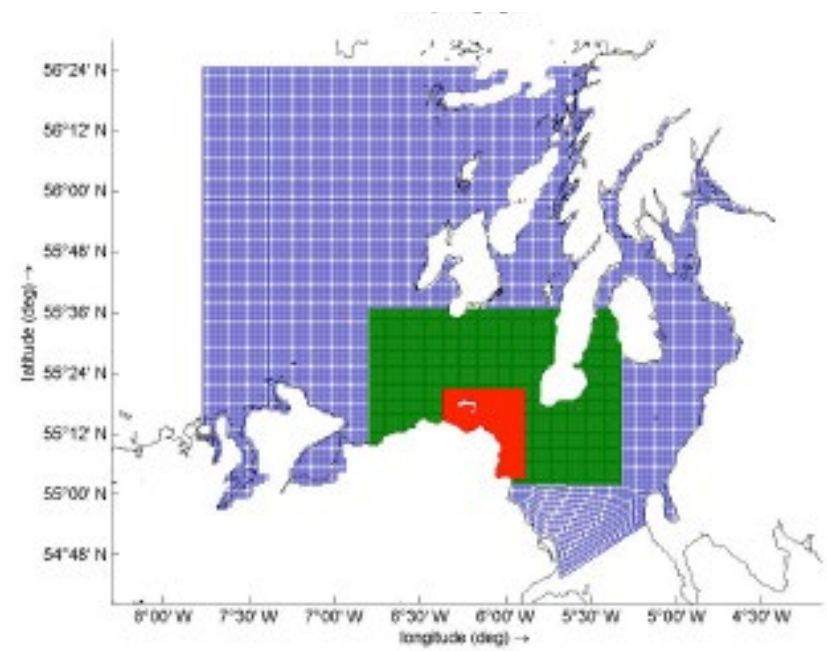 56°24' N
56°12' N
56°00' N
55°48' N
55°36' N
55°24' N
55°12' N
55°00' N
54°48' N
latitude (deg) →
8°00' W 7°30' W 7°00' W 6°30' W 6°00' W 5°30' W 5°00' W 4°30' W
longitude (deg) →